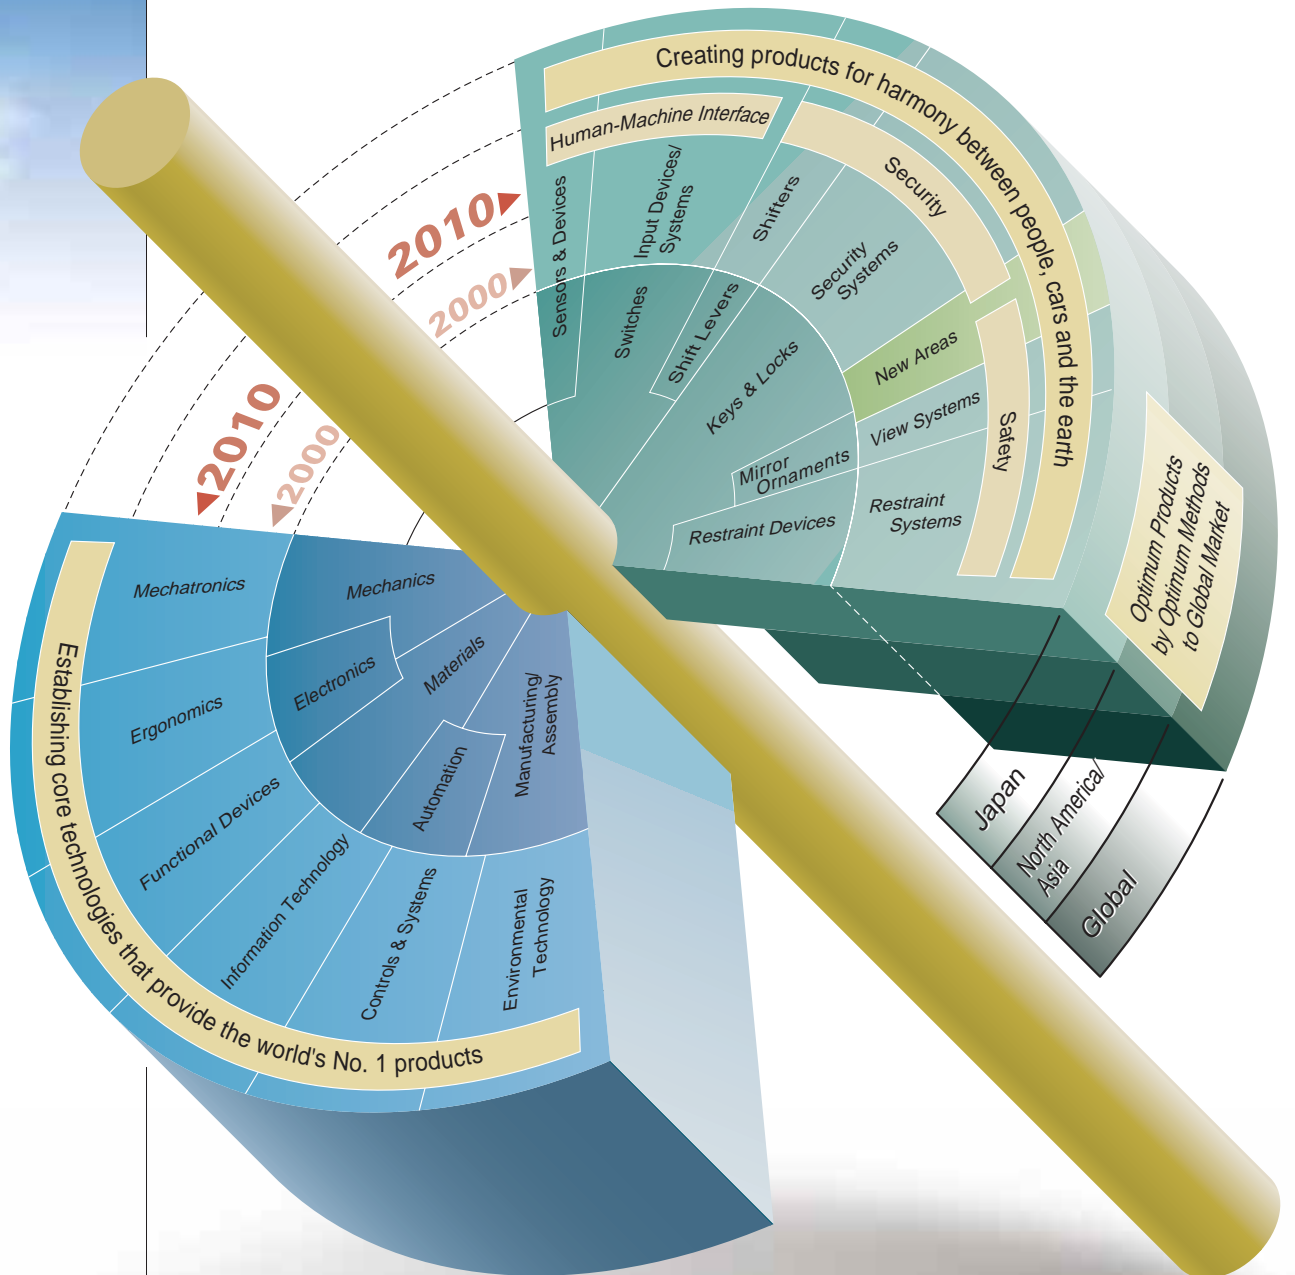 Creating products for harmony between people, cars and the earth
Human-Machine Interface
Security
Safety
Sensors & Devices
Input Devices/
Systems
Shifters
Security
Systems
New Areas
View Systems
Restraint
Systems
Switches
Shift Levers
Keys & Locks
Mirror
Ornaments
Restraint Devices
2010
2000
2010
2000
Optimum Products
by Optimum Methods
to Global Market
Japan
North America/
Asia
Global
Mechatronics
Ergonomics
Functional Devices
Information Technology
Controls & Systems
Environmental
Technology
Mechanics
Electronics
Materials
Automation
Manufacturing/
Assembly
Establishing core technologies that provide the world's No. 1 products